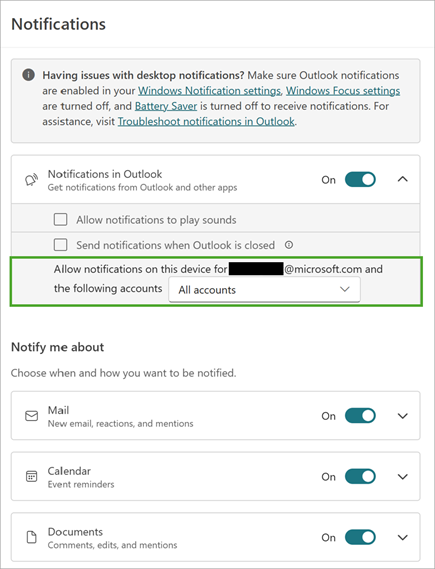 Notifications
Having issues with desktop notifications? Make sure Outlook notifications
are enabled in your Windows Notification settings, Windows Focus settings
are turned off, and Battery Saver is turned off to receive notifications. For
assistance, visit Troubleshoot notifications in Outlook.
Notifications in Outlook
Get notifications from Outlook and other apps
On
Allow notifications to play sounds
Send notifications when Outlook is closed
Allow notifications on this device for @microsoft.com and
the following accounts All accounts
Notify me about
Choose when and how you want to be notified.
Mail
New email, reactions, and mentions
On
Calendar
Event reminders
On
Documents
Comments, edits, and mentions
On